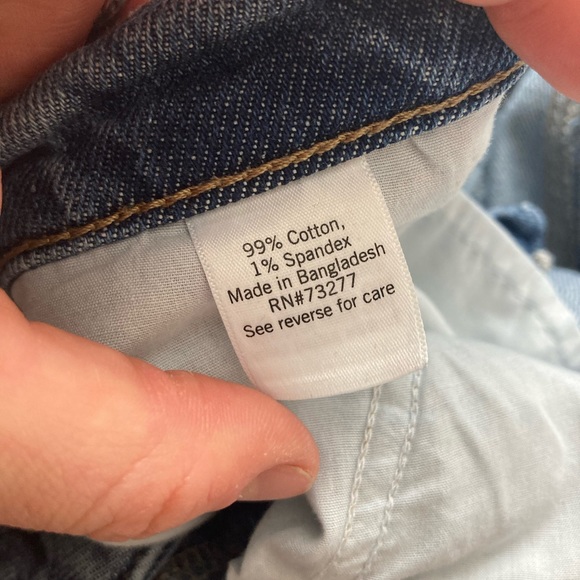 99% Cotton,
1% Spandex
Made in Bangladesh
RN#73277
See reverse for care